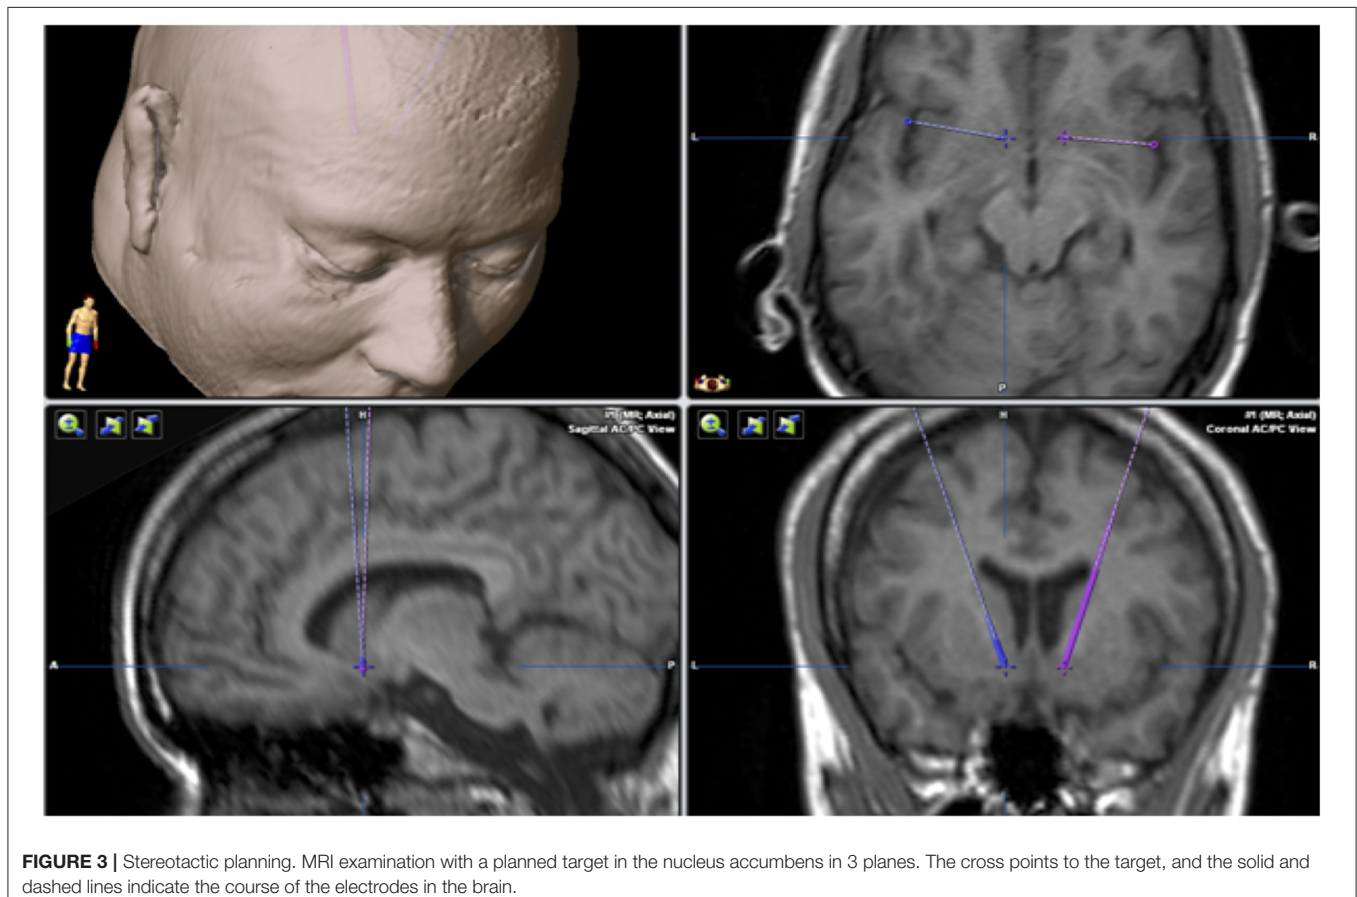 L
R
P
H
#1 (MR; Axial)
Sagittal AC/PC View
A
P
H
#1 (MR; Axial)
Coronal AC/PC View
L
R
FIGURE 3 | Stereotactic planning. MRI examination with a planned target in the nucleus accumbens in 3 planes. The cross points to the target, and the solid and
dashed lines indicate the course of the electrodes in the brain.